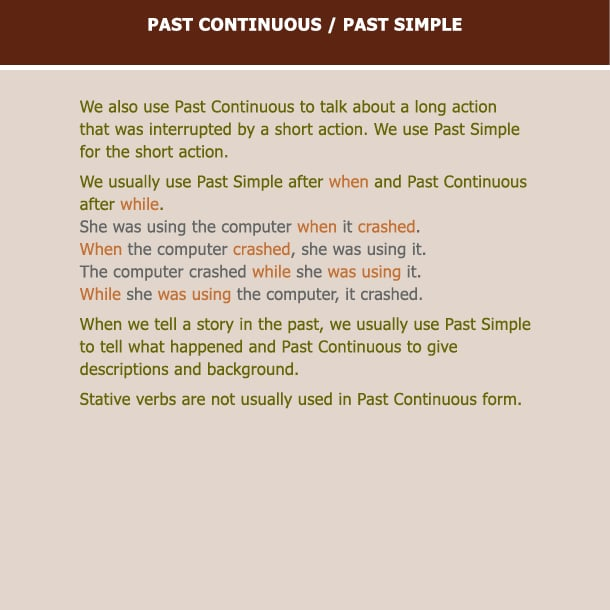 PAST CONTINUOUS / PAST SIMPLE
We also use Past Continuous to talk about a long action
that was interrupted by a short action. We use Past Simple
for the short action.
We usually use Past Simple after when and Past Continuous
after while.
She was using the computer when it crashed.
When the computer crashed, she was using it.
The computer crashed while she was using it.
While she was using the computer, it crashed.
When we tell a story in the past, we usually use Past Simple
to tell what happened and Past Continuous to give
descriptions and background.
Stative verbs are not usually used in Past Continuous form.